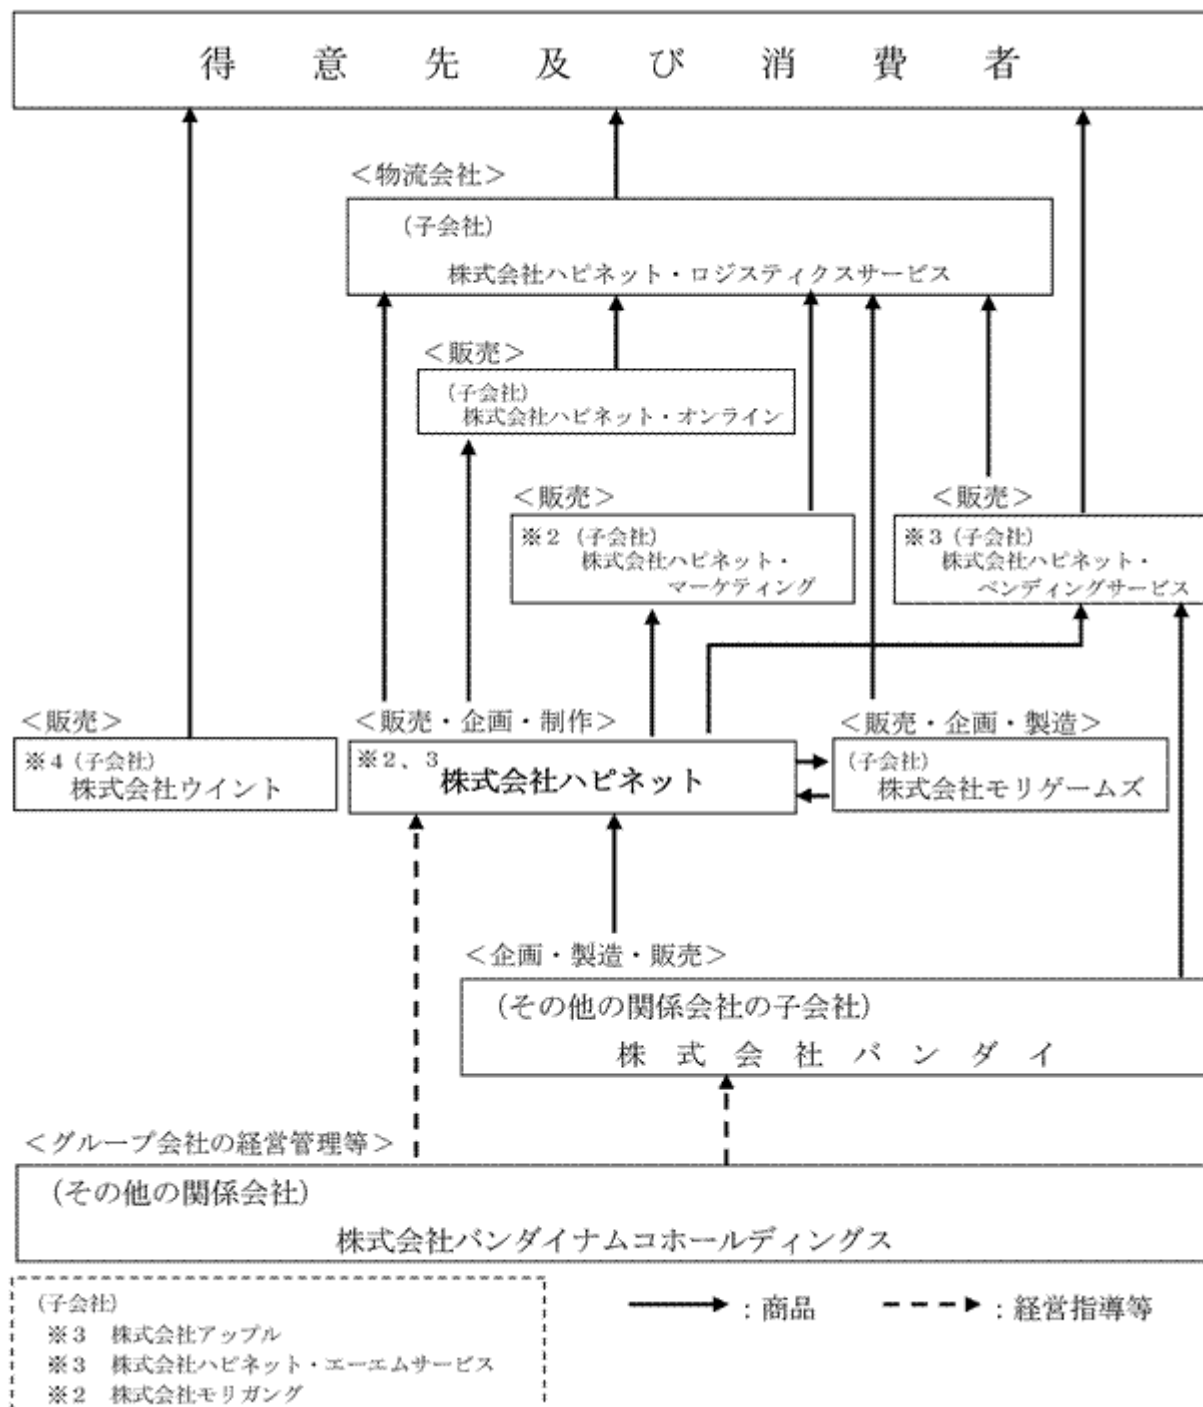 得意先及び消費者
＜物流会社＞
（子会社）
株式会社ハピネット・ロジスティクスサービス
＜販売＞
（子会社）
株式会社ハピネット・オンライン
＜販売＞
※２（子会社）
株式会社ハピネット・
マーケティング
＜販売＞
※３（子会社）
株式会社ハピネット・
ベンディングサービス
＜販売＞
※４（子会社）
株式会社ウイント
＜販売・企画・制作＞
※２、３
株式会社ハピネット
＜販売・企画・製造＞
（子会社）
株式会社モリゲームズ
＜企画・製造・販売＞
（その他の関係会社の子会社）
株式会社バンダイ
＜グループ会社の経営管理等＞
（その他の関係会社）
株式会社バンダイナムコホールディングス
（子会社）
※３　株式会社アップル
※３　株式会社ハピネット・エーエムサービス
※２　株式会社モリガング
：商品
：経営指導等